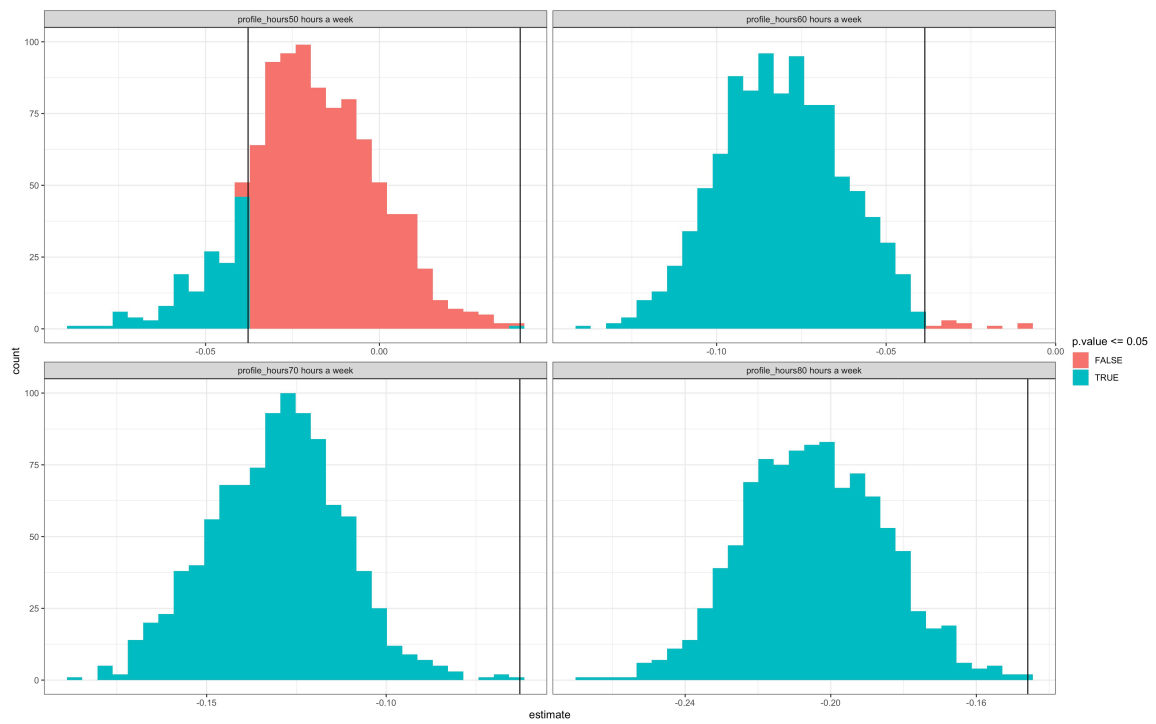 profile_hours50 hours a week
profile_hours60 hours a week
100
75
50
25
0
-0.05
0.00
-0.10
-0.05
0.00
count
p.value <= 0.05
FALSE
TRUE
profile_hours70 hours a week
profile_hours80 hours a week
100
75
50
25
0
-0.15
-0.10
-0.24
-0.20
-0.16
estimate